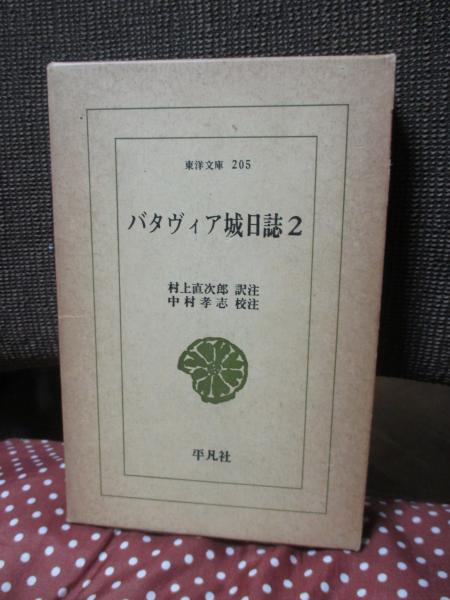 東洋文庫 205
バタヴィア城日誌2
村上直次郎 訳注
中村孝志 校注
平凡社